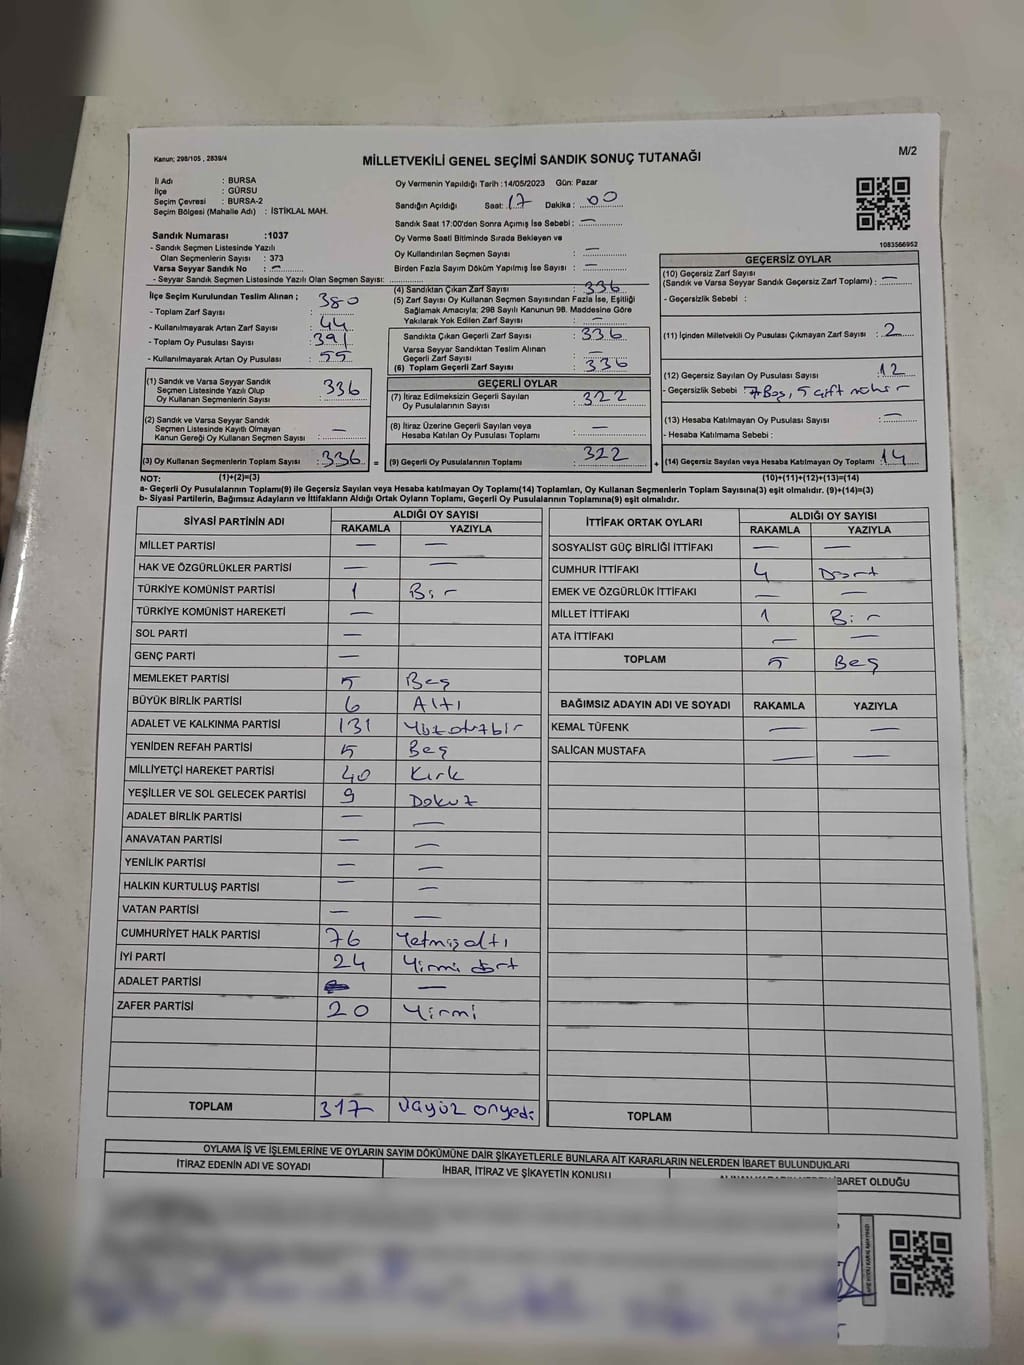 Kanun; 298/105 , 2839/4
MİLLETVEKİLİ GENEL SEÇİMİ SANDIK SONUÇ TUTANAĞI
M/2
İl Adı : BURSA
İlçe : GÜRSU
Seçim Çevresi : BURSA-2
Seçim Bölgesi (Mahalle Adı) : İSTİKLAL MAH.
Sandık Numarası :1037
- Sandık Seçmen Listesinde Yazılı
Olan Seçmenlerin Sayısı : 373
Varsa Seyyar Sandık No : —
- Seyyar Sandık Seçmen Listesinde Yazılı Olan Seçmen Sayısı:
İlçe Seçim Kurulundan Teslim Alınan ;
- Toplam Zarf Sayısı : 380
- Kullanılmayarak Artan Zarf Sayısı : 44
- Toplam Oy Pusulası Sayısı : 391
- Kullanılmayarak Artan Oy Pusulası : 55
(1) Sandık ve Varsa Seyyar Sandık
Seçmen Listesinde Yazılı Olup
Oy Kullanan Seçmenlerin Sayısı : 336
(2) Sandık ve Varsa Seyyar Sandık
Seçmen Listesinde Kayıtlı Olmayan
Kanun Gereği Oy Kullanan Seçmen Sayısı : —
(3) Oy Kullanan Seçmenlerin Toplam Sayısı : 336 =
Oy Vermenin Yapıldığı Tarih :14/05/2023 Gün: Pazar
Sandığın Açıldığı Saat: 17 Dakika : 00
Sandık Saat 17:00'den Sonra Açımış İse Sebebi : —
Oy Verme Saati Bitiminde Sırada Bekleyen ve
Oy Kullandırılan Seçmen Sayısı : —
Birden Fazla Sayım Döküm Yapılmış İse Sayısı : —
(4) Sandıktan Çıkan Zarf Sayısı : 336
(5) Zarf Sayısı Oy Kullanan Seçmen Sayısından Fazla İse, Eşitliği
Sağlamak Amacıyla; 298 Sayılı Kanunun 98. Maddesine Göre
Yakılarak Yok Edilen Zarf Sayısı : —
Sandıkta Çıkan Geçerli Zarf Sayısı : 336
Varsa Seyyar Sandıktan Teslim Alınan
Geçerli Zarf Sayısı : —
(6) Toplam Geçerli Zarf Sayısı : 336
GEÇERLİ OYLAR
(7) İtiraz Edilmeksizin Geçerli Sayılan
Oy Pusulalarının Sayısı : 322
(8) İtiraz Üzerine Geçerli Sayılan veya
Hesaba Katılan Oy Pusulası Toplamı : —
(9) Geçerli Oy Pusulalarının Toplamı : 322 +
1083566952
GEÇERSİZ OYLAR
(10) Geçersiz Zarf Sayısı
(Sandık ve Varsa Seyyar Sandık Geçersiz Zarf Toplamı) : —
- Geçersizlik Sebebi :
(11) İçinden Milletvekili Oy Pusulası Çıkmayan Zarf Sayısı : 2
(12) Geçersiz Sayılan Oy Pusulası Sayısı : 12
- Geçersizlik Sebebi : 7 Boş, 5 çift mühür
(13) Hesaba Katılmayan Oy Pusulası Sayısı : —
- Hesaba Katılmama Sebebi :
(14) Geçersiz Sayılan veya Hesaba Katılmayan Oy Toplamı : 14
NOT: (1)+(2)=(3) (10)+(11)+(12)+(13)=(14)
a- Geçerli Oy Pusulalarının Toplamı(9) ile Geçersiz Sayılan veya Hesaba katılmayan Oy Toplamı(14) Toplamları, Oy Kullanan Seçmenlerin Toplam Sayısına(3) eşit olmalıdır. (9)+(14)=(3)
b- Siyasi Partilerin, Bağımsız Adayların ve İttifakların Aldığı Ortak Oyların Toplamı, Geçerli Oy Pusulalarının Toplamına(9) eşit olmalıdır.
SİYASİ PARTİNİN ADI ALDIĞI OY SAYISI
RAKAMLA YAZIYLA
MİLLET PARTİSİ — —
HAK VE ÖZGÜRLÜKLER PARTİSİ — —
TÜRKİYE KOMÜNİST PARTİSİ 1 Bir
TÜRKİYE KOMÜNİST HAREKETİ —
SOL PARTİ —
GENÇ PARTİ —
MEMLEKET PARTİSİ 5 Beş
BÜYÜK BİRLİK PARTİSİ 6 Altı
ADALET VE KALKINMA PARTİSİ 131 Yüzotuzbir
YENİDEN REFAH PARTİSİ 5 Beş
MİLLİYETÇİ HAREKET PARTİSİ 40 Kırk
YEŞİLLER VE SOL GELECEK PARTİSİ 9 Dokuz
ADALET BİRLİK PARTİSİ — —
ANAVATAN PARTİSİ — —
YENİLİK PARTİSİ — —
HALKIN KURTULUŞ PARTİSİ — —
VATAN PARTİSİ — —
CUMHURİYET HALK PARTİSİ 76 Yetmişaltı
İYİ PARTİ 24 Yirmi dört
ADALET PARTİSİ —
ZAFER PARTİSİ 20 Yirmi
TOPLAM 317 Üçyüz onyedi
İTTİFAK ORTAK OYLARI ALDIĞI OY SAYISI
RAKAMLA YAZIYLA
SOSYALİST GÜÇ BİRLİĞİ İTTİFAKI — —
CUMHUR İTTİFAKI 4 Dört
EMEK VE ÖZGÜRLÜK İTTİFAKI — —
MİLLET İTTİFAKI 1 Bir
ATA İTTİFAKI — —
TOPLAM 5 Beş
BAĞIMSIZ ADAYIN ADI VE SOYADI RAKAMLA YAZIYLA
KEMAL TÜFENK — —
SALİCAN MUSTAFA — —
TOPLAM
OYLAMA İŞ VE İŞLEMLERİNE VE OYLARIN SAYIM DÖKÜMÜNE DAİR ŞİKAYETLERLE BUNLARA AİT KARARLARIN NELERDEN İBARET BULUNDUKLARI
İTİRAZ EDENİN ADI VE SOYADI İHBAR, İTİRAZ VE ŞİKAYETİN KONUSU İBARET OLDUĞU